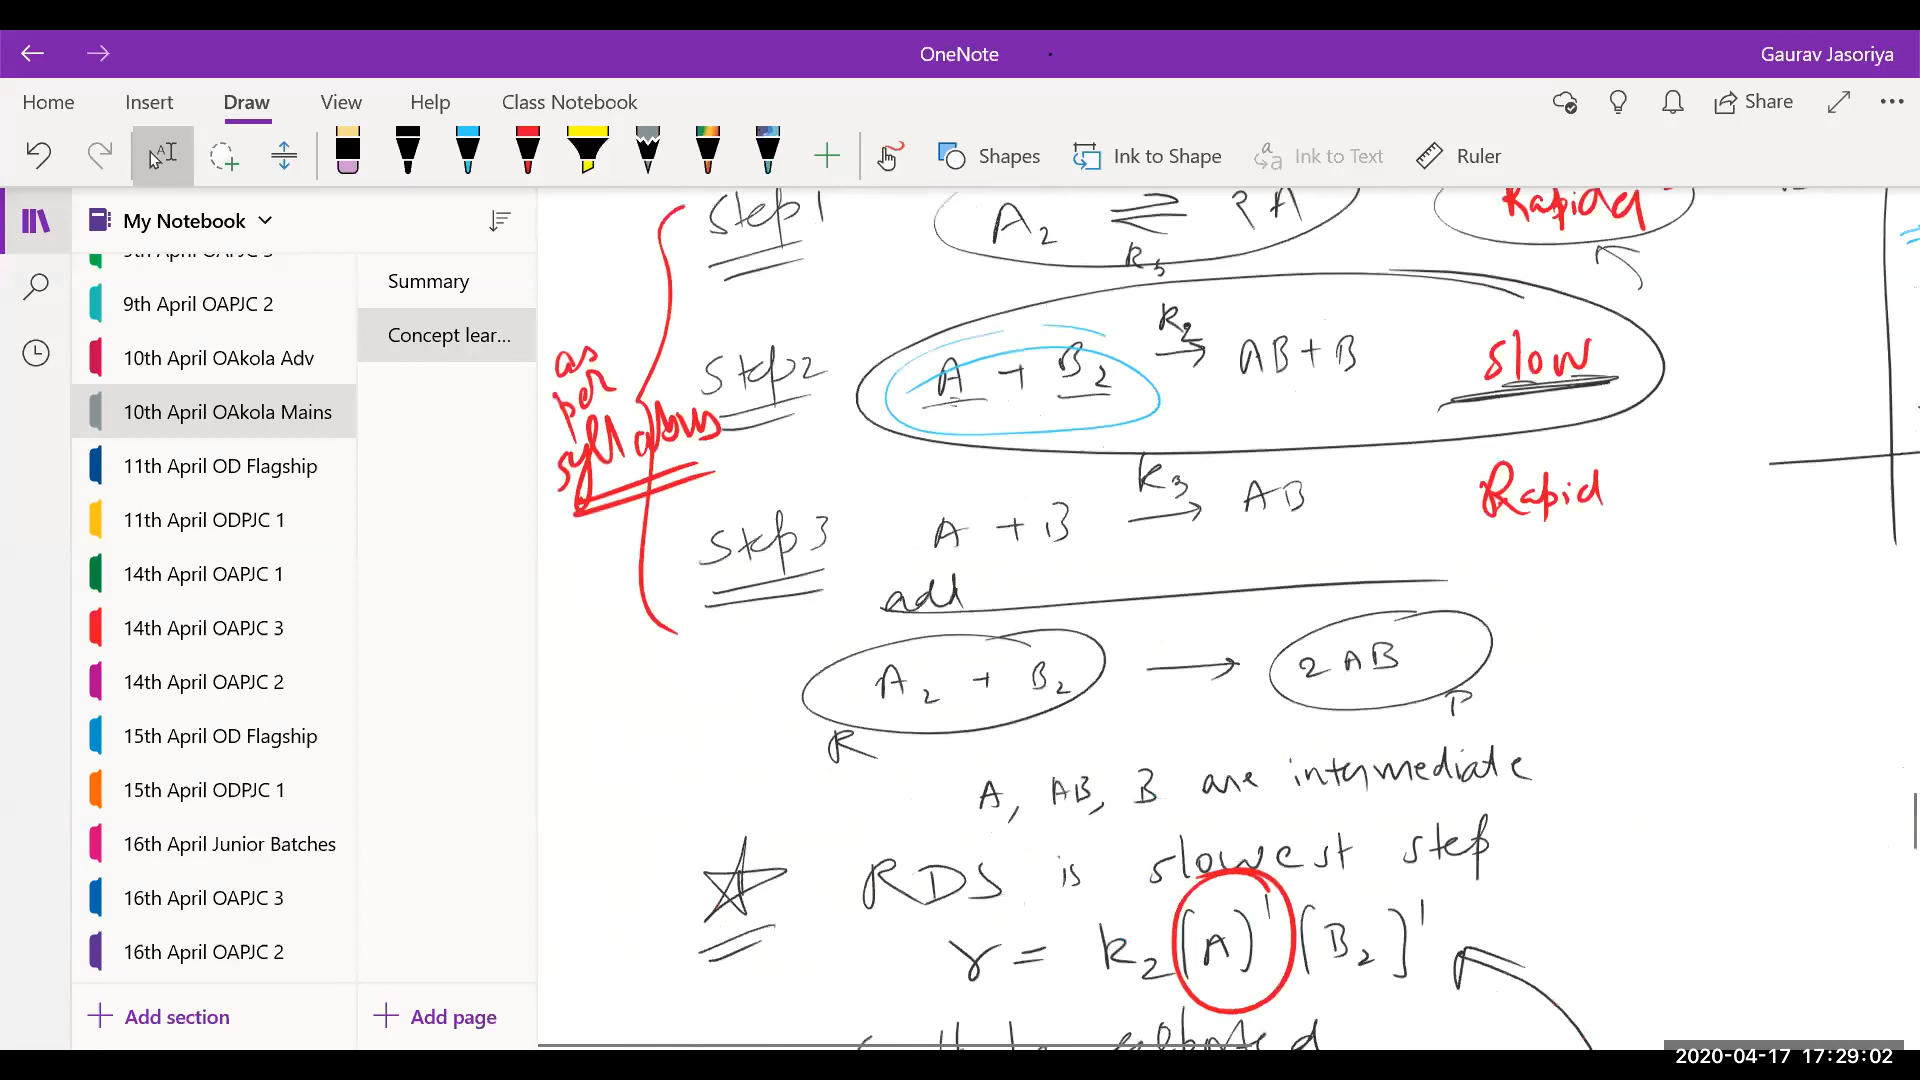 OneNote
Gaurav Jasoriya
Home Insert Draw View Help Class Notebook
Share
Shapes Ink to Shape Ink to Text Ruler
My Notebook
9th April OAPJC 2
10th April OAkola Adv
10th April OAkola Mains
11th April OD Flagship
11th April ODPJC 1
14th April OAPJC 1
14th April OAPJC 3
14th April OAPJC 2
15th April OD Flagship
15th April ODPJC 1
16th April Junior Batches
16th April OAPJC 3
16th April OAPJC 2
Add section
Summary
Concept lear...
Add page
as per syllabus
Step 1 A₂ ⇌ 2A Rapid
Step 2 A + B₂ k₂ → AB + B Slow
Step 3 A + B k₃ → AB Rapid
add
A₂ + B₂ → 2AB
R P
A, AB, B are intermediate
RDS is slowest step
r = k₂ (A)¹ [B₂]¹
2020-04-17 17:29:02